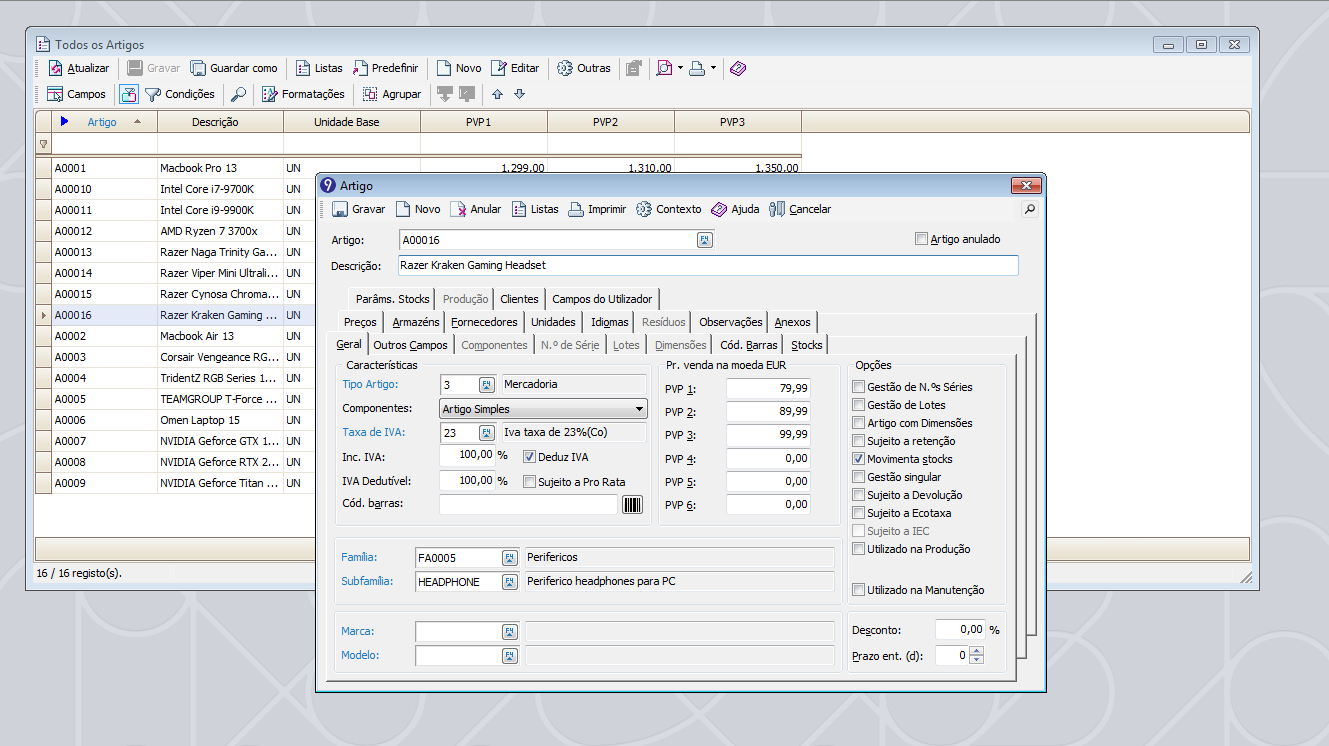 Todos os Artigos
Atualizar Gravar Guardar como Listas Predefinir Novo Editar Outras
Campos Condições Formatações Agrupar
Artigo Descrição Unidade Base PVP1 PVP2 PVP3
A0001 Macbook Pro 13 UN 1.299,00 1.310,00 1.350,00
A00010 Intel Core i7-9700K UN
A00011 Intel Core i9-9900K UN
A00012 AMD Ryzen 7 3700x UN
A00013 Razer Naga Trinity Ga... UN
A00014 Razer Viper Mini Ultrali... UN
A00015 Razer Cynosa Chroma... UN
A00016 Razer Kraken Gaming ... UN
A0002 Macbook Air 13 UN
A0003 Corsair Vengeance RG... UN
A0004 TridentZ RGB Series 1... UN
A0005 TEAMGROUP T-Force ... UN
A0006 Omen Laptop 15 UN
A0007 NVIDIA Geforce GTX 1... UN
A0008 NVIDIA Geforce RTX 2... UN
A0009 NVIDIA Geforce Titan ... UN
16 / 16 registo(s).
9 Artigo
Gravar Novo Anular Listas Imprimir Contexto Ajuda Cancelar
Artigo: A00016 F4 Artigo anulado
Descrição: Razer Kraken Gaming Headset
Parâms. Stocks Produção Clientes Campos do Utilizador
Preços Armazéns Fornecedores Unidades Idiomas Resíduos Observações Anexos
Geral Outros Campos Componentes N.º de Série Lotes Dimensões Cód. Barras Stocks
Características
Tipo Artigo: 3 F4 Mercadoria
Componentes: Artigo Simples
Taxa de IVA: 23 F4 Iva taxa de 23%(Co)
Inc. IVA: 100,00 % Deduz IVA
IVA Dedutível: 100,00 % Sujeito a Pro Rata
Cód. barras:
Pr. venda na moeda EUR
PVP 1: 79,99
PVP 2: 89,99
PVP 3: 99,99
PVP 4: 0,00
PVP 5: 0,00
PVP 6: 0,00
Opções
Gestão de N.ºs Séries
Gestão de Lotes
Artigo com Dimensões
Sujeito a retenção
Movimenta stocks
Gestão singular
Sujeito a Devolução
Sujeito a Ecotaxa
Sujeito a IEC
Utilizado na Produção
Utilizado na Manutenção
Família: FA0005 F4 Perifericos
Subfamília: HEADPHONE F4 Periferico headphones para PC
Marca: F4
Modelo: F4
Desconto: 0,00 %
Prazo ent. (d): 0